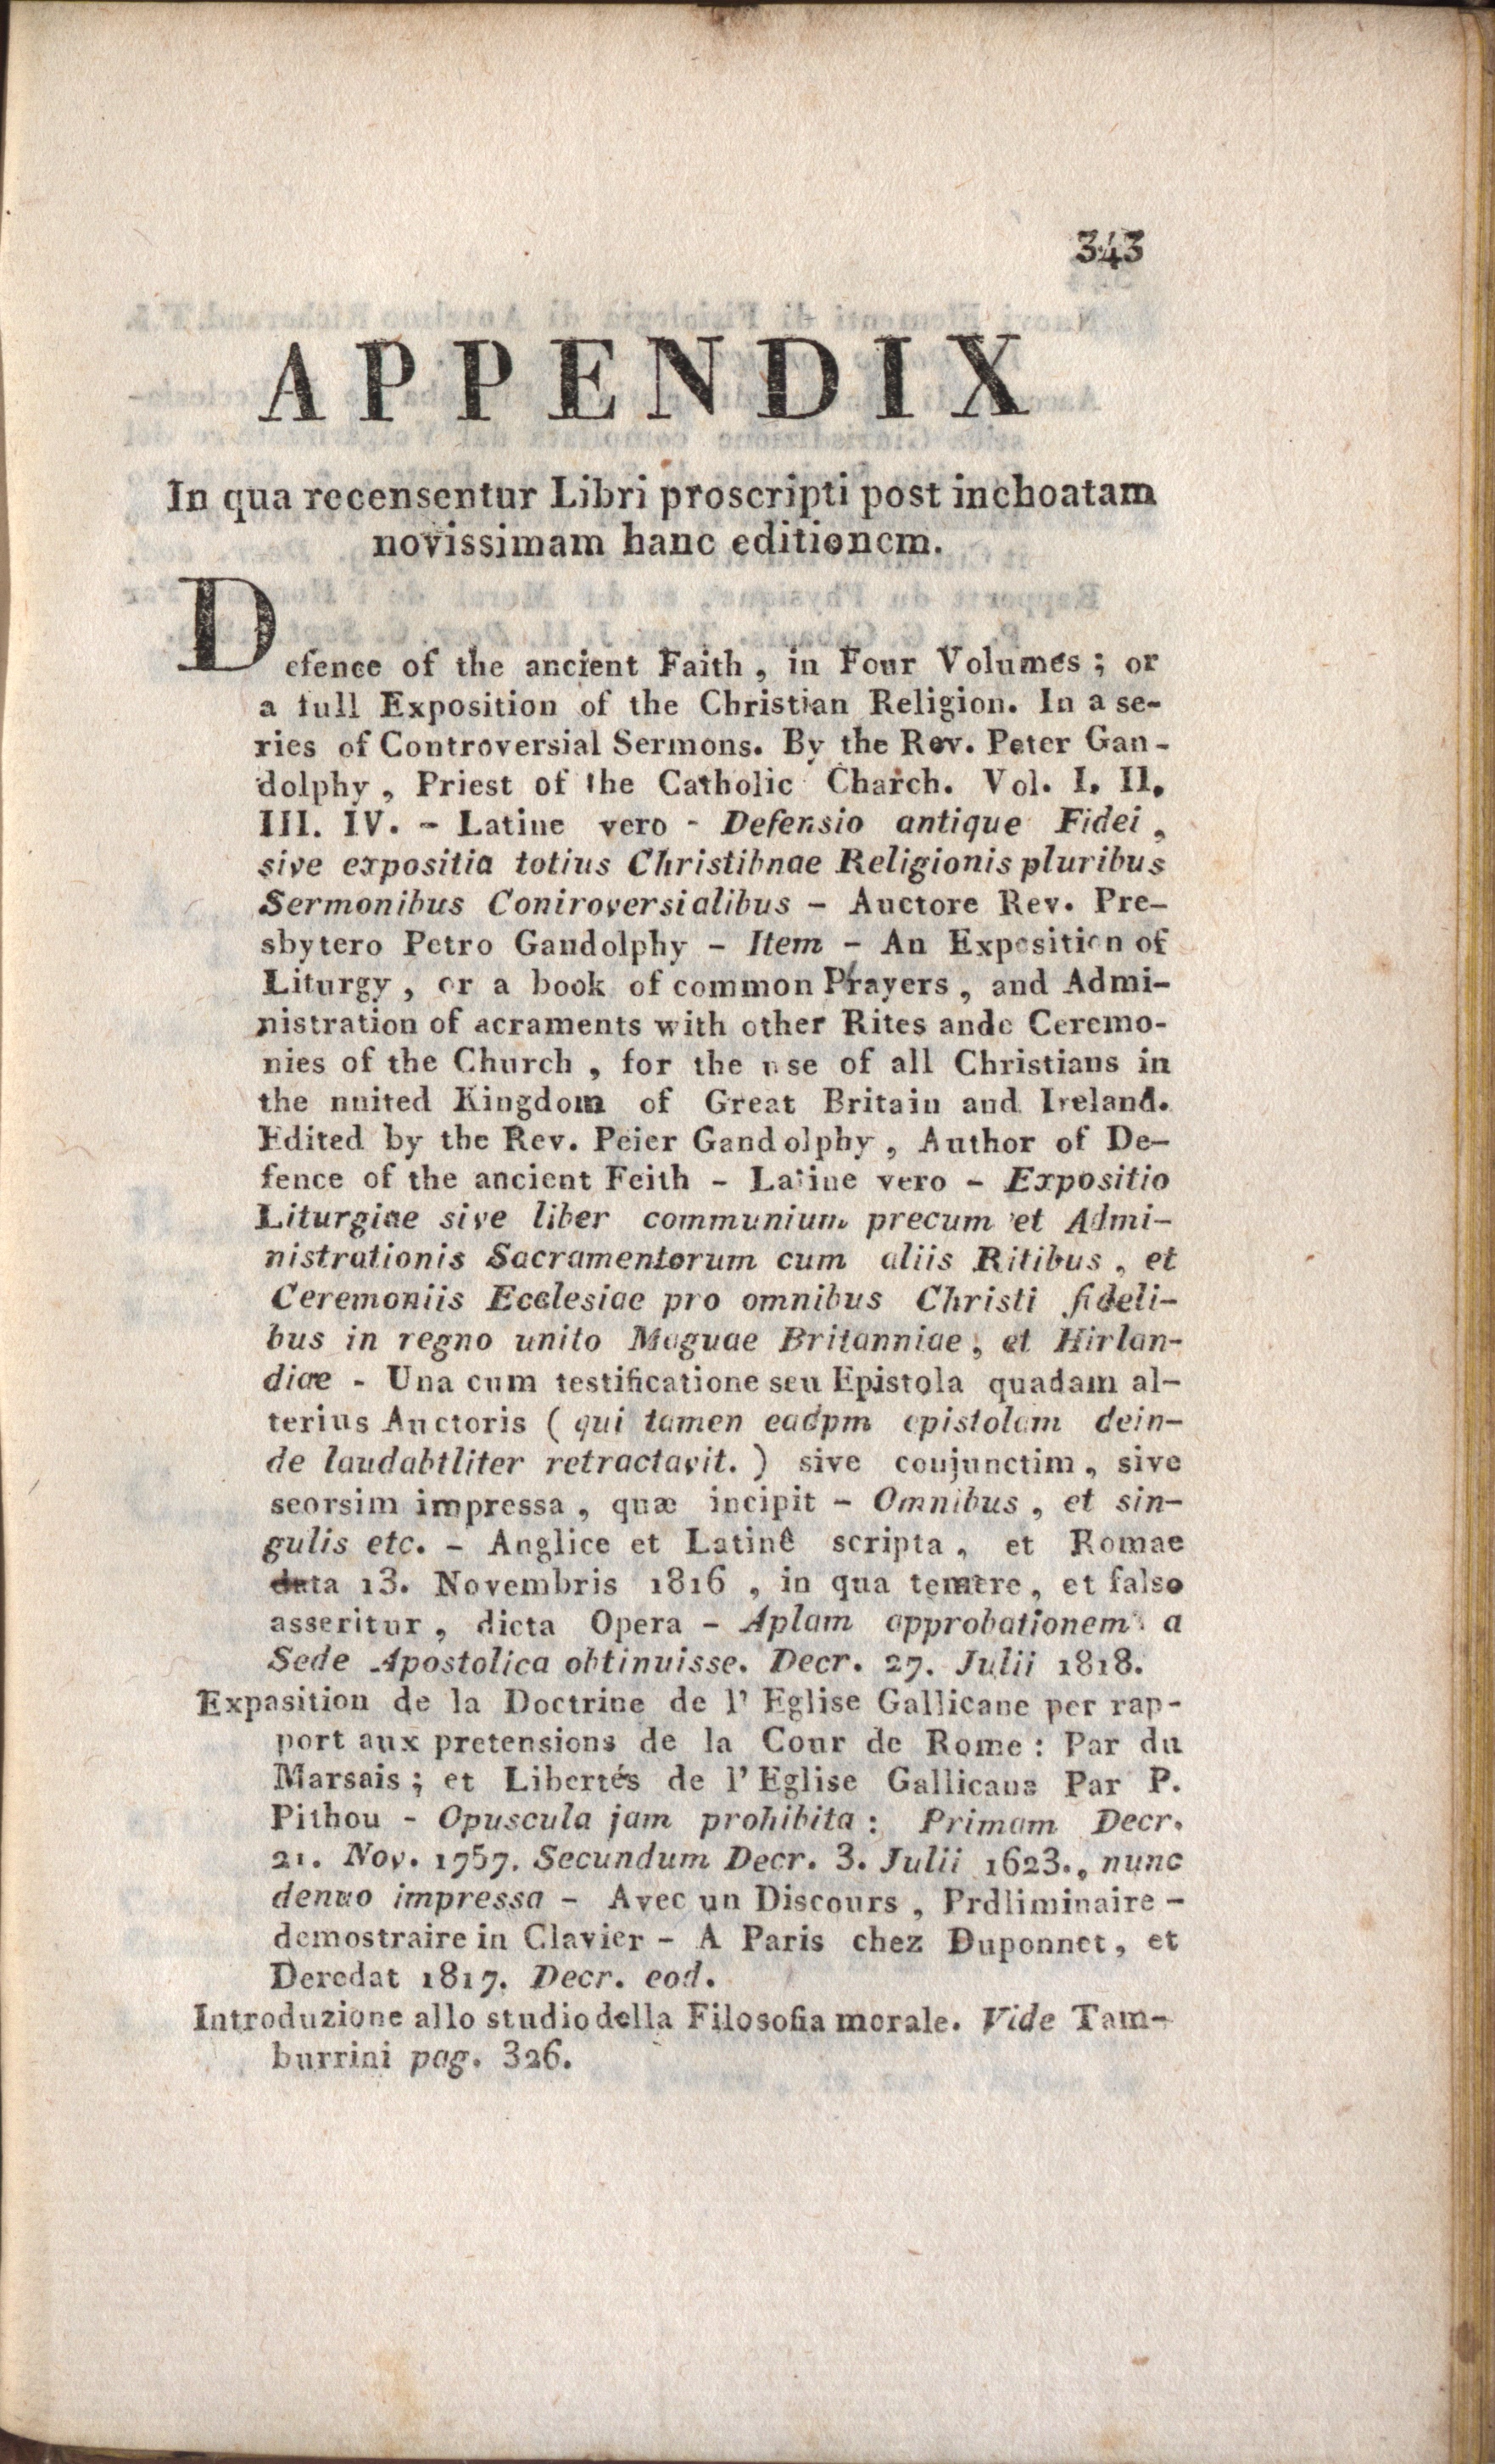 343
APPENDIX
In qua recensentur Libri proscripti post inchoatam
novissimam hanc editionem.
Defence of the ancient Faith , in Four Volumes ; or
a full Exposition of the Christian Religion. In a se-
ries of Controversial Sermons. By the Rev. Peter Gan-
dolphy , Priest of the Catholic Charch. Vol. I. II.
III. IV. - Latine vero - Defensio antique Fidei ,
sive expositia totius Christibnae Religionis pluribus
Sermonibus Coniroversialibus - Auctore Rev. Pre-
sbytero Petro Gandolphy - Item - An Exposition of
Liturgy , or a book of common Prayers , and Admi-
nistration of acraments with other Rites ande Ceremo-
nies of the Church , for the use of all Christians in
the nnited Kingdom of Great Britain and Ireland.
Edited by the Rev. Peier Gandolphy , Author of De-
fence of the ancient Feith - Latine vero - Expositio
Liturgiae sive liber communium precum et Admi-
nistrationis Sacramentorum cum aliis Ritibus , et
Ceremoniis Ecclesiae pro omnibus Christi fideli-
bus in regno unito Maguae Britanniae , et Hirlan-
diae - Una cum testificatione seu Epistola quadam al-
terius Auctoris ( qui tamen eadpm epistolam dein-
de laudabtliter retractavit. ) sive conjunctim , sive
seorsim impressa , quæ incipit - Omnibus , et sin-
gulis etc. - Anglice et Latinê scripta , et Romae
data 13. Novembris 1816 , in qua temere , et falso
asseritur , dicta Opera - Aplam approbationem a
Sede Apostolica obtinuisse. Decr. 27. Julii 1818.
Expasition de la Doctrine de l' Eglise Gallicane per rap-
port aux pretensions de la Cour de Rome : Par du
Marsais ; et Libertés de l' Eglise Gallicana Par P.
Pithou - Opuscula jam prohibita : Primam Decr.
21. Nov. 1757. Secundum Decr. 3. Julii 1623. , nunc
denuo impressa - Avec un Discours , Prdliminaire -
demostraire in Clavier - A Paris chez Duponnet , et
Deredat 1817. Decr. eod.
Introduzione allo studio della Filosofia morale. Vide Tam-
burrini pag. 326.